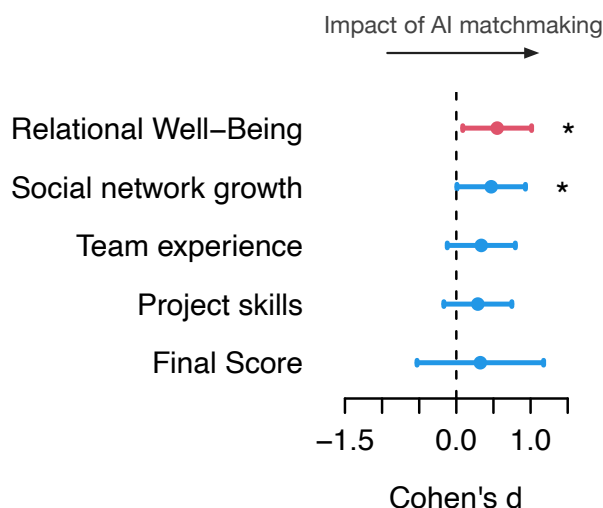 Impact of AI matchmaking
Relational Well−Being
*
Social network growth
*
Team experience
Project skills
Final Score
−1.5 0.0 1.0
Cohen's d